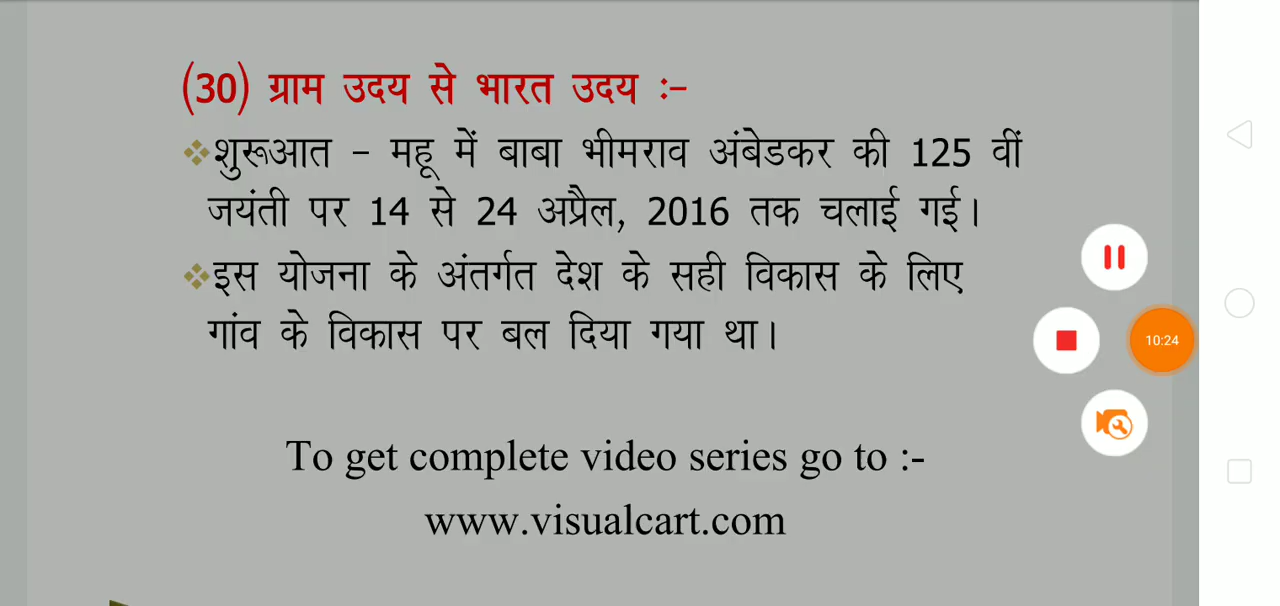 (30) ग्राम उदय से भारत उदय :-
❖शुरूआत - महू में बाबा भीमराव अंबेडकर की 125 वीं
जयंती पर 14 से 24 अप्रैल, 2016 तक चलाई गई।
❖इस योजना के अंतर्गत देश के सही विकास के लिए
गांव के विकास पर बल दिया गया था।
10:24
To get complete video series go to :-
www.visualcart.com